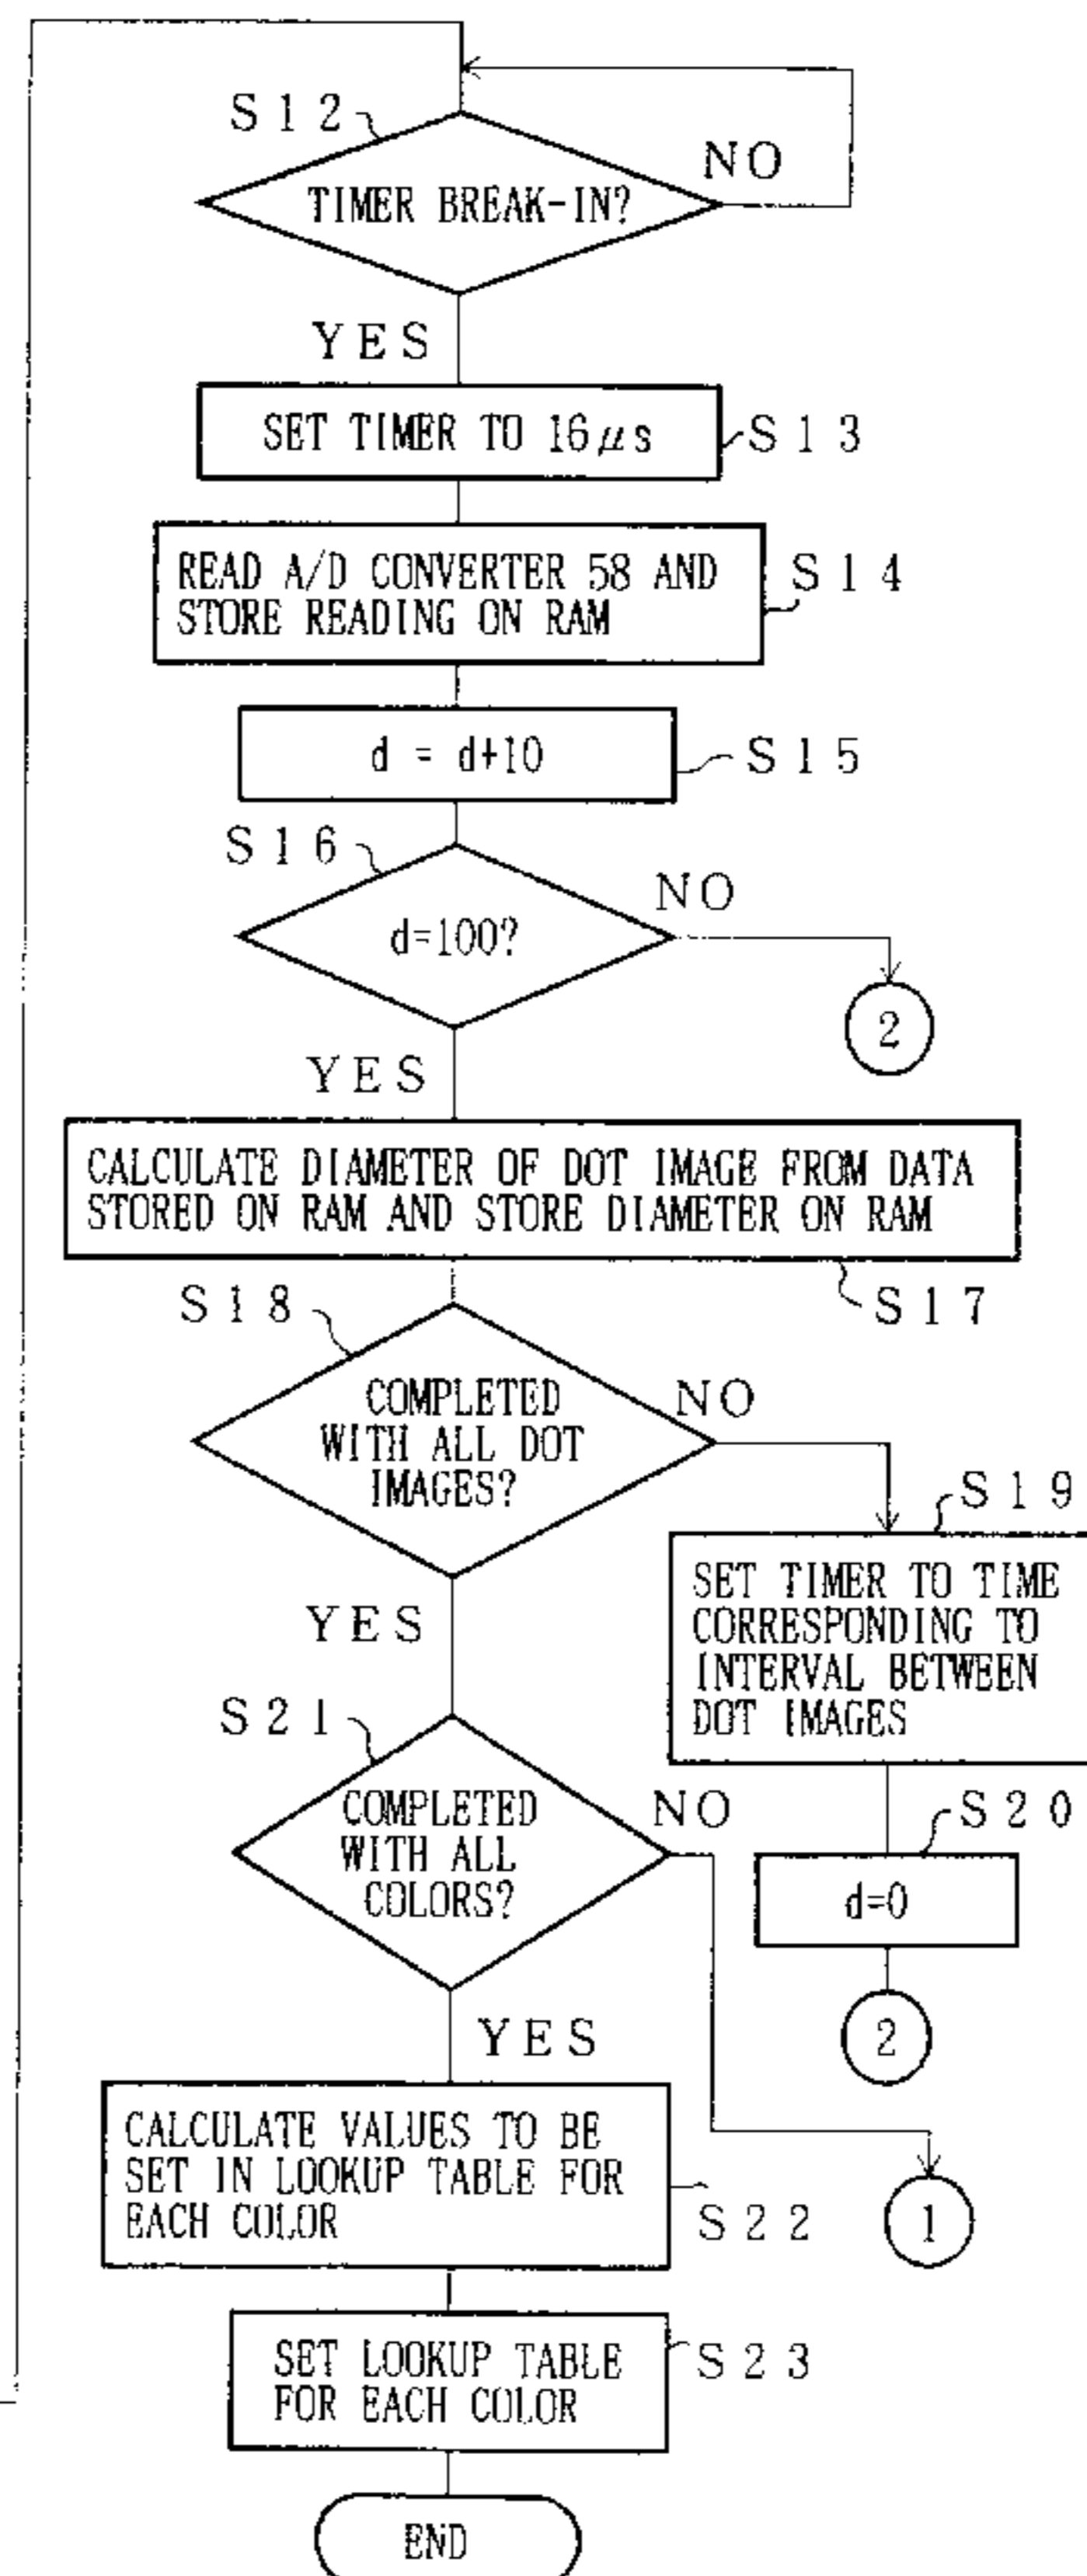 S12
NO
TIMER BREAK-IN?
YES
SET TIMER TO 16μs
S13
READ A/D CONVERTER 58 AND
STORE READING ON RAM
S14
d = d+10
S15
S16
NO
d=100?
2
YES
CALCULATE DIAMETER OF DOT IMAGE FROM DATA
STORED ON RAM AND STORE DIAMETER ON RAM
S17
S18
COMPLETED
WITH ALL DOT
IMAGES?
NO
S19
SET TIMER TO TIME
CORRESPONDING TO
INTERVAL BETWEEN
DOT IMAGES
YES
S21
COMPLETED
WITH ALL
COLORS?
NO
S20
d=0
2
YES
CALCULATE VALUES TO BE
SET IN LOOKUP TABLE FOR
EACH COLOR
S22
1
SET LOOKUP TABLE
FOR EACH COLOR
S23
END